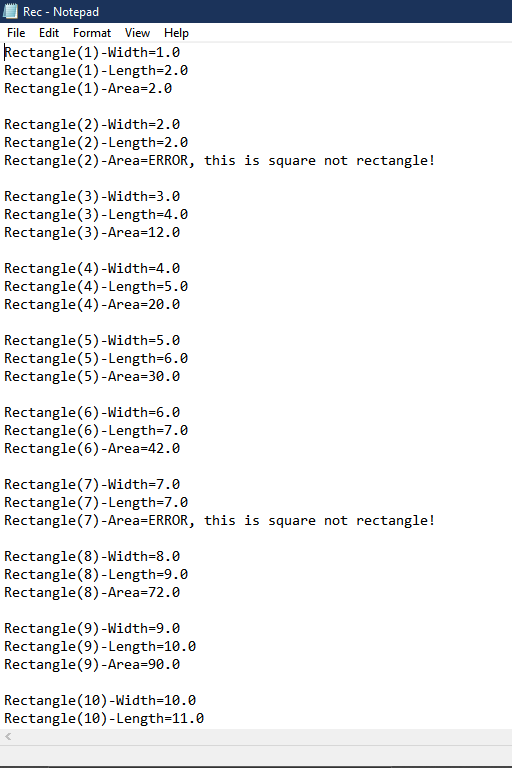 Rec - Notepad
File Edit Format View Help
Rectangle(1)-Width=1.0
Rectangle(1)-Length=2.0
Rectangle(1)-Area=2.0

Rectangle(2)-Width=2.0
Rectangle(2)-Length=2.0
Rectangle(2)-Area=ERROR, this is square not rectangle!

Rectangle(3)-Width=3.0
Rectangle(3)-Length=4.0
Rectangle(3)-Area=12.0

Rectangle(4)-Width=4.0
Rectangle(4)-Length=5.0
Rectangle(4)-Area=20.0

Rectangle(5)-Width=5.0
Rectangle(5)-Length=6.0
Rectangle(5)-Area=30.0

Rectangle(6)-Width=6.0
Rectangle(6)-Length=7.0
Rectangle(6)-Area=42.0

Rectangle(7)-Width=7.0
Rectangle(7)-Length=7.0
Rectangle(7)-Area=ERROR, this is square not rectangle!

Rectangle(8)-Width=8.0
Rectangle(8)-Length=9.0
Rectangle(8)-Area=72.0

Rectangle(9)-Width=9.0
Rectangle(9)-Length=10.0
Rectangle(9)-Area=90.0

Rectangle(10)-Width=10.0
Rectangle(10)-Length=11.0